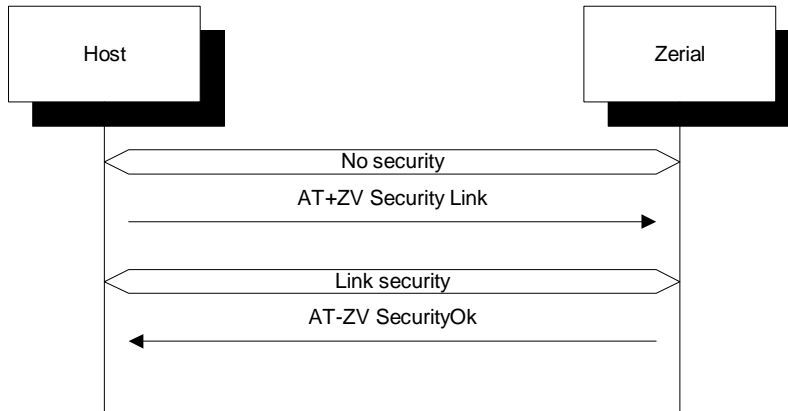 Host
Zerial
No security
AT+ZV Security Link
Link security
AT-ZV SecurityOk